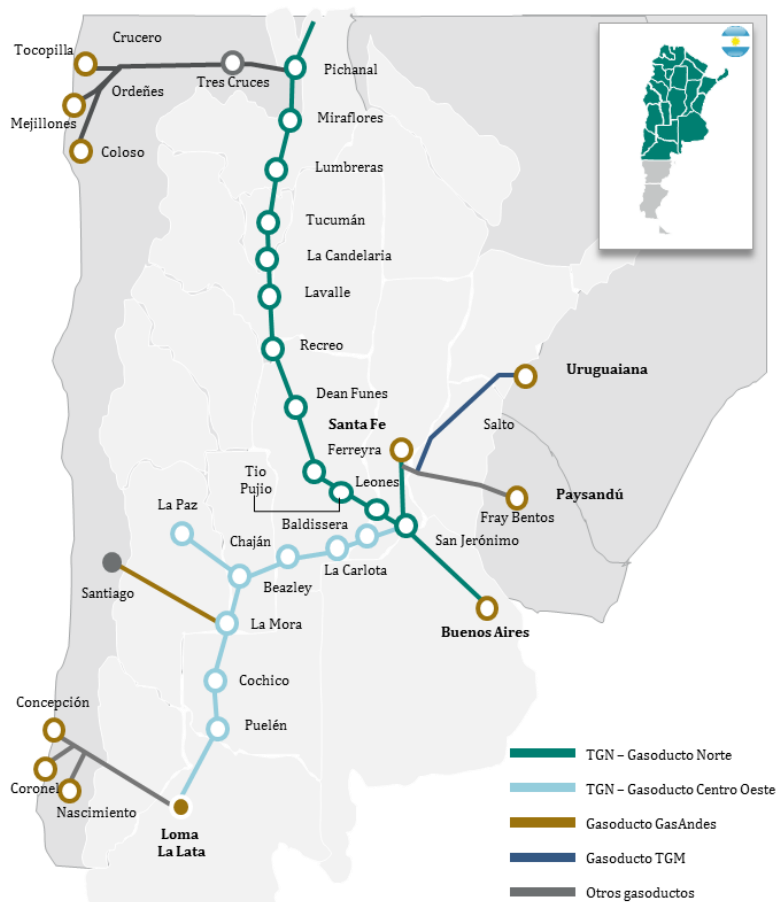 Crucero
Tocopilla
Tres Cruces
Pichanal
Ordeñes
Mejillones
Miraflores
Coloso
Lumbreras
Tucumán
La Candelaria
Lavalle
Recreo
Uruguaiana
Dean Funes
Santa Fe
Salto
Ferreyra
Tio
Pujio
Leones
Paysandú
La Paz
Fray Bentos
Baldissera
Chaján
San Jerónimo
La Carlota
Beazley
Santiago
La Mora
Buenos Aires
Cochico
Concepción
Puelén
TGN – Gasoducto Norte
TGN – Gasoducto Centro Oeste
Coronel
Nascimiento
Gasoducto GasAndes
Loma
La Lata
Gasoducto TGM
Otros gasoductos